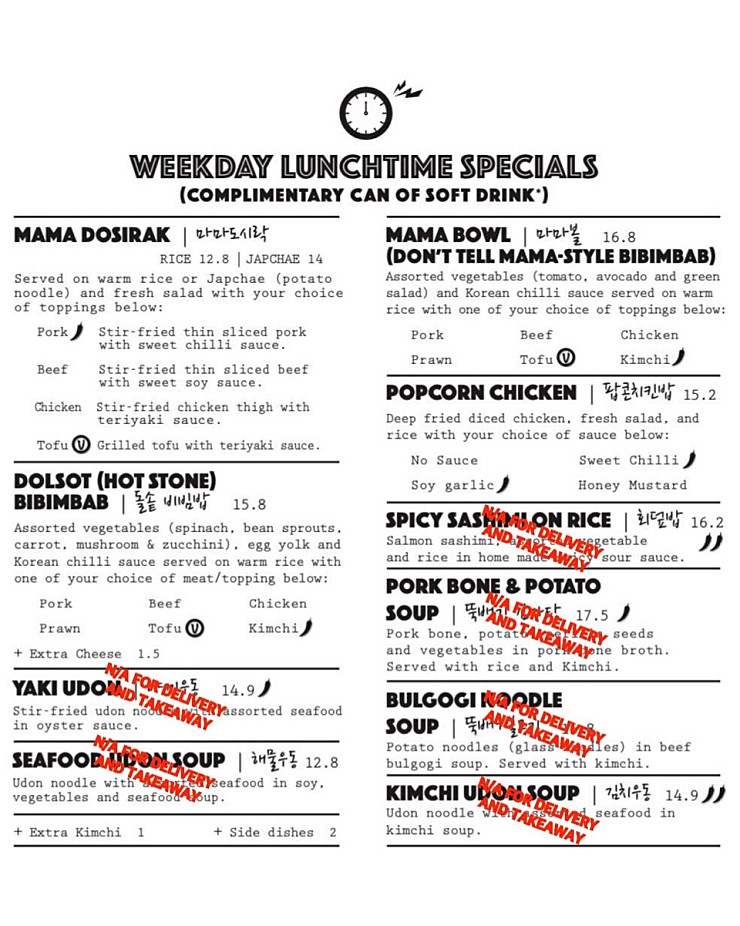 WEEKDAY LUNCHTIME SPECIALS
(COMPLIMENTARY CAN OF SOFT DRINK*)
MAMA DOSIRAK | 마마도시락
RICE 12.8 | JAPCHAE 14
Served on warm rice or Japchae (potato
noodle) and fresh salad with your choice
of toppings below:
Pork Stir-fried thin sliced pork
with sweet chilli sauce.
Beef Stir-fried thin sliced beef
with sweet soy sauce.
Chicken Stir-fried chicken thigh with
teriyaki sauce.
Tofu V Grilled tofu with teriyaki sauce.
DOLSOT (HOT STONE)
BIBIMBAB | 돌솥 비빔밥 15.8
Assorted vegetables (spinach, bean sprouts,
carrot, mushroom & zucchini), egg yolk and
Korean chilli sauce served on warm rice with
one of your choice of meat/topping below:
Pork Beef Chicken
Prawn Tofu V Kimchi
+ Extra Cheese 1.5
YAKI UDON | 우동 14.9
N/A FOR DELIVERY
AND TAKEAWAY
Stir-fried udon noodle with assorted seafood
in oyster sauce.
SEAFOOD UDON SOUP | 해물우동 12.8
N/A FOR DELIVERY
AND TAKEAWAY
Udon noodle with seafood in soy,
vegetables and seafood soup.
+ Extra Kimchi 1 + Side dishes 2
MAMA BOWL | 마마볼 16.8
(DON'T TELL MAMA-STYLE BIBIMBAB)
Assorted vegetables (tomato, avocado and green
salad) and Korean chilli sauce served on warm
rice with one of your choice of toppings below:
Pork Beef Chicken
Prawn Tofu V Kimchi
POPCORN CHICKEN | 팝콘치킨밥 15.2
Deep fried diced chicken, fresh salad, and
rice with your choice of sauce below:
No Sauce Sweet Chilli
Soy garlic Honey Mustard
SPICY SASHIMI ON RICE | 회덮밥 16.2
N/A FOR DELIVERY
AND TAKEAWAY
Salmon sashimi, vegetable
and rice in home made sour sauce.
PORK BONE & POTATO
SOUP | 뚝배기 17.5
N/A FOR DELIVERY
AND TAKEAWAY
Pork bone, potato, seeds
and vegetables in pork bone broth.
Served with rice and Kimchi.
BULGOGI NOODLE
SOUP |
N/A FOR DELIVERY
AND TAKEAWAY
Potato noodles (glass noodles) in beef
bulgogi soup. Served with kimchi.
KIMCHI UDON SOUP | 김치우동 14.9
N/A FOR DELIVERY
AND TAKEAWAY
Udon noodle with seafood in
kimchi soup.